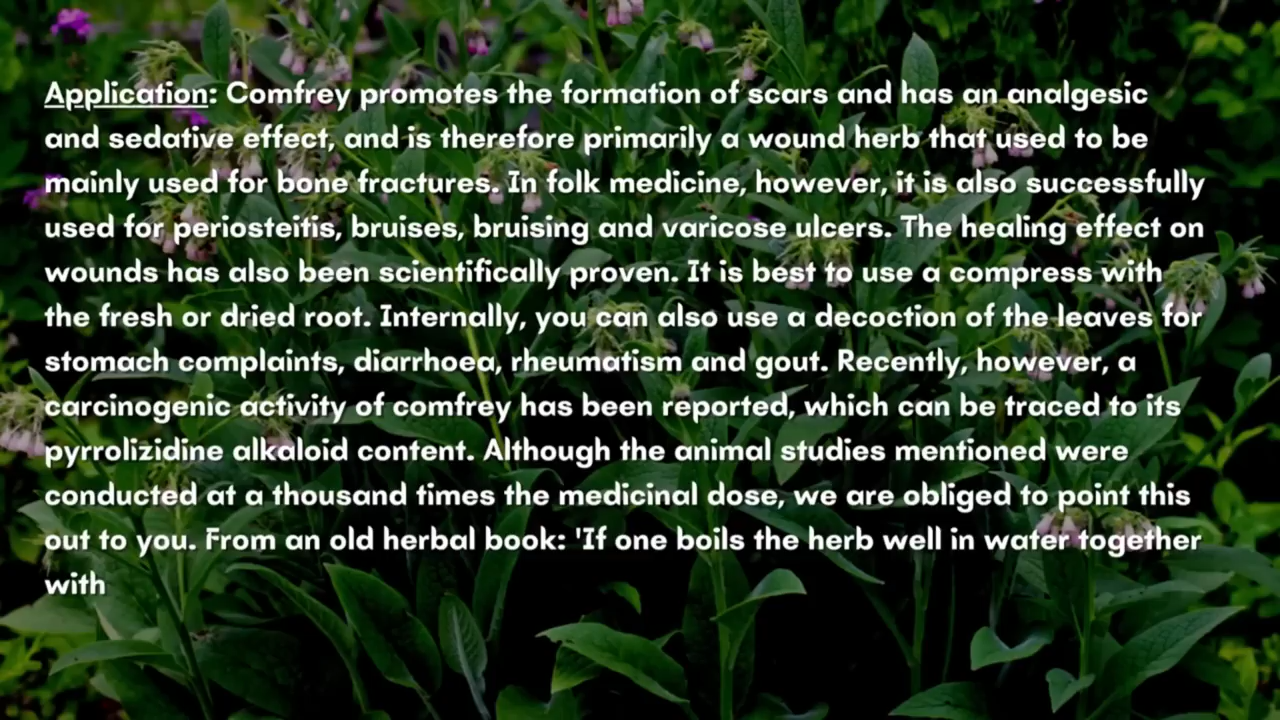 Application: Comfrey promotes the formation of scars and has an analgesic
and sedative effect, and is therefore primarily a wound herb that used to be
mainly used for bone fractures. In folk medicine, however, it is also successfully
used for periosteitis, bruises, bruising and varicose ulcers. The healing effect on
wounds has also been scientifically proven. It is best to use a compress with
the fresh or dried root. Internally, you can also use a decoction of the leaves for
stomach complaints, diarrhoea, rheumatism and gout. Recently, however, a
carcinogenic activity of comfrey has been reported, which can be traced to its
pyrrolizidine alkaloid content. Although the animal studies mentioned were
conducted at a thousand times the medicinal dose, we are obliged to point this
out to you. From an old herbal book: 'If one boils the herb well in water together
with